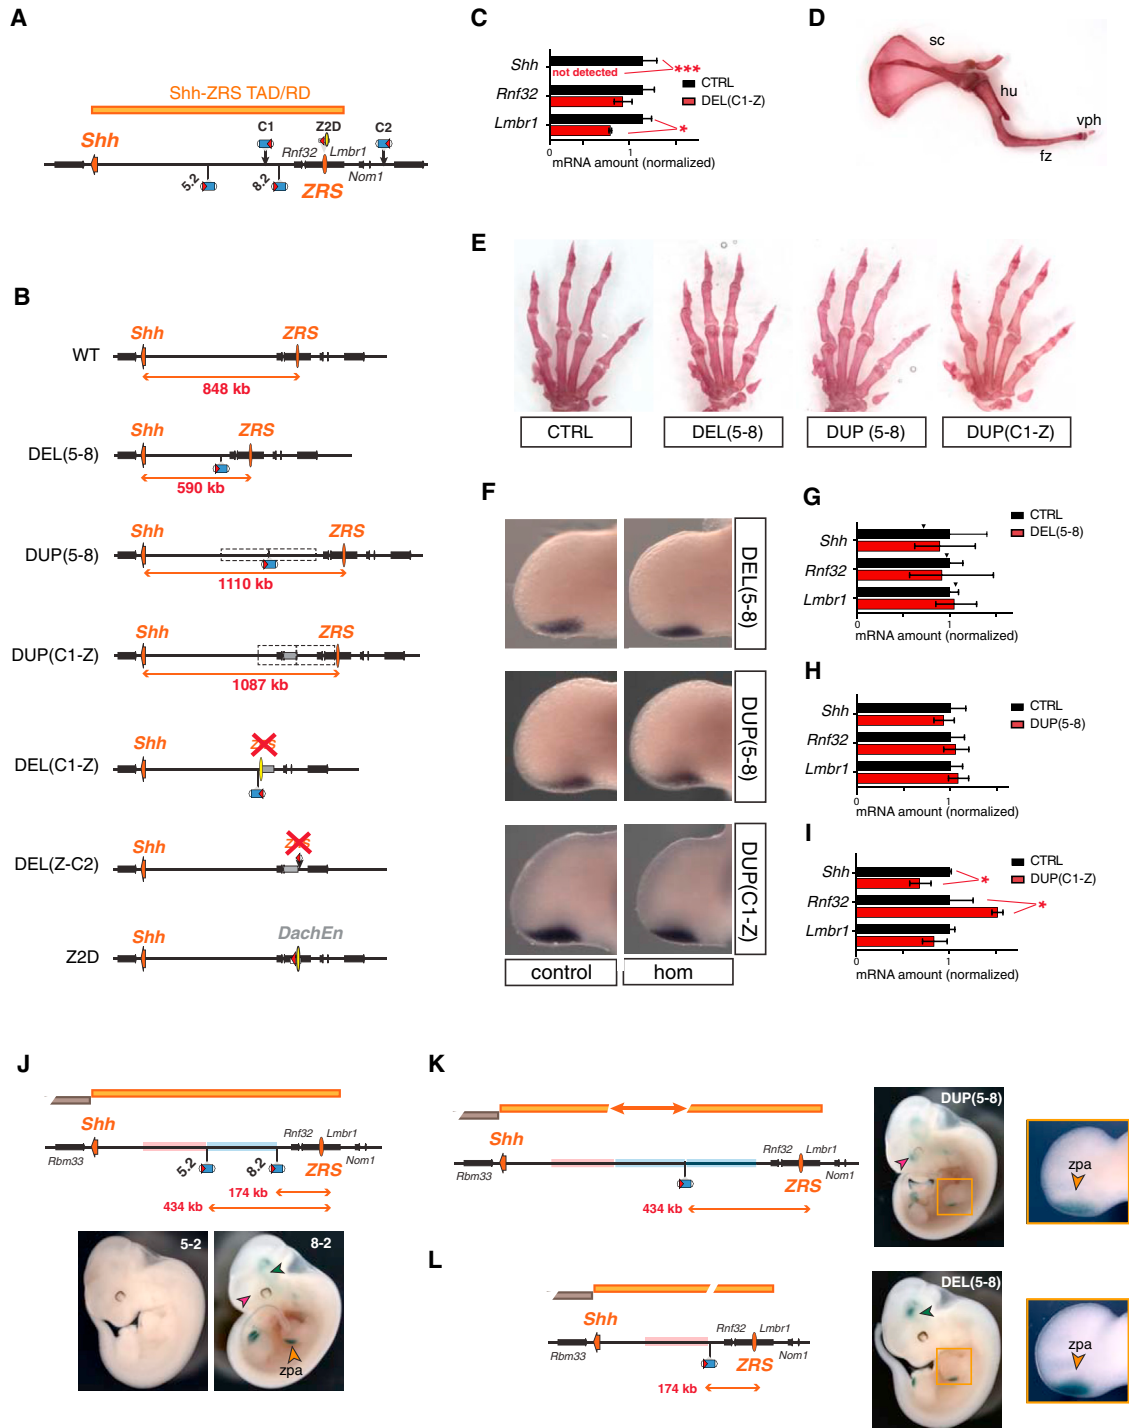 A
Shh-ZRS TAD/RD
Shh
C1
Z2D
C2
Rnf32
Lmbr1
5.2
8.2
ZRS
Nom1
B
WT
Shh
ZRS
848 kb
DEL(5-8)
Shh
ZRS
590 kb
DUP(5-8)
Shh
ZRS
1110 kb
DUP(C1-Z)
Shh
ZRS
1087 kb
DEL(C1-Z)
Shh
ZRS
DEL(Z-C2)
Shh
ZRS
Z2D
Shh
DachEn
C
Shh
not detected
***
CTRL
DEL(C1-Z)
Rnf32
Lmbr1
*
0
1
mRNA amount (normalized)
D
sc
hu
vph
fz
E
CTRL
DEL(5-8)
DUP (5-8)
DUP(C1-Z)
F
DEL(5-8)
DUP(5-8)
DUP(C1-Z)
control
hom
G
CTRL
DEL(5-8)
Shh
Rnf32
Lmbr1
0
1
mRNA amount (normalized)
H
CTRL
DUP(5-8)
Shh
Rnf32
Lmbr1
0
1
mRNA amount (normalized)
I
CTRL
DUP(C1-Z)
Shh
*
Rnf32
*
Lmbr1
0
1
mRNA amount (normalized)
J
Shh
Rbm33
5.2
8.2
Rnf32
Lmbr1
ZRS
Nom1
174 kb
434 kb
5-2
8-2
zpa
K
Shh
Rbm33
Rnf32
Lmbr1
ZRS
Nom1
434 kb
DUP(5-8)
zpa
L
Shh
Rbm33
Rnf32
Lmbr1
ZRS
Nom1
174 kb
DEL(5-8)
zpa